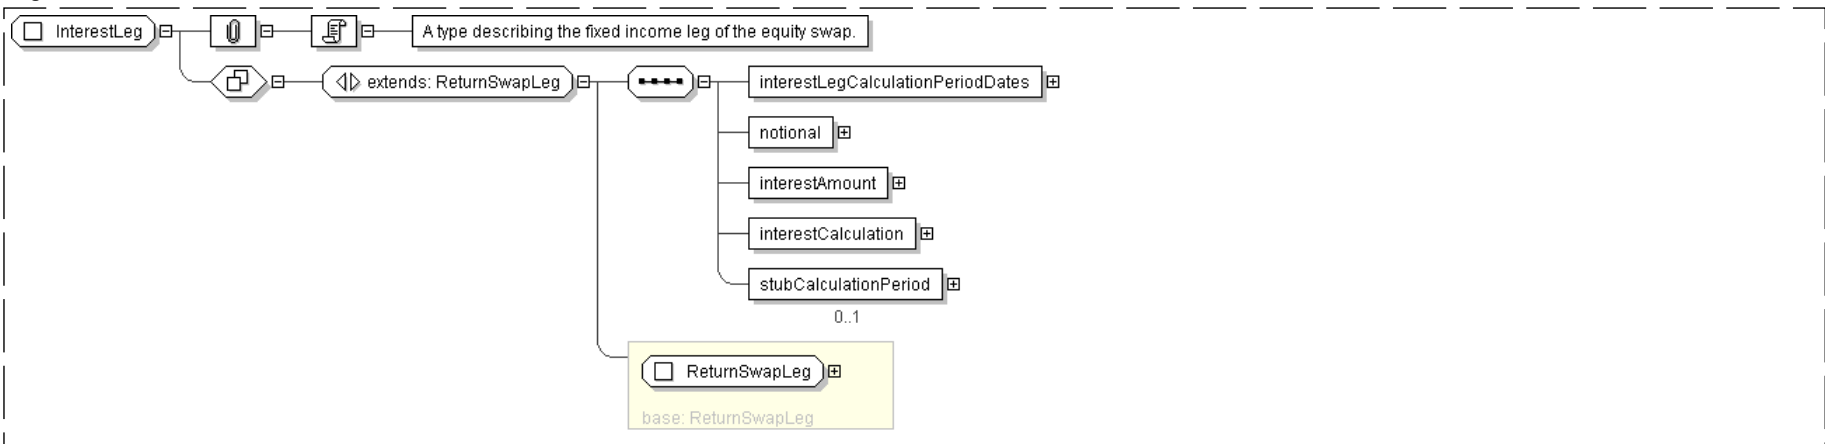 InterestLeg
A type describing the fixed income leg of the equity swap.
extends: ReturnSwapLeg
interestLegCalculationPeriodDates
notional
interestAmount
interestCalculation
stubCalculationPeriod
0..1
ReturnSwapLeg
base: ReturnSwapLeg